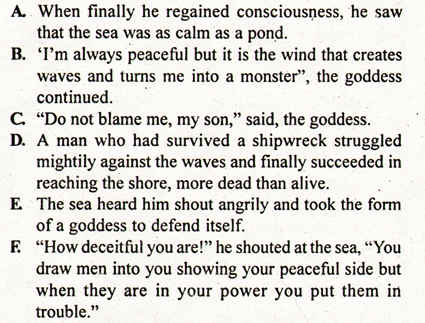 A. When finally he regained consciousness, he saw
that the sea was as calm as a pond.
B. ‘I’m always peaceful but it is the wind that creates
waves and turns me into a monster”, the goddess
continued.
C. “Do not blame me, my son,” said, the goddess.
D. A man who had survived a shipwreck struggled
mightily against the waves and finally succeeded in
reaching the shore, more dead than alive.
E. The sea heard him shout angrily and took the form
of a goddess to defend itself.
F. “How deceitful you are!” he shouted at the sea, “You
draw men into you showing your peaceful side but
when they are in your power you put them in
trouble.”